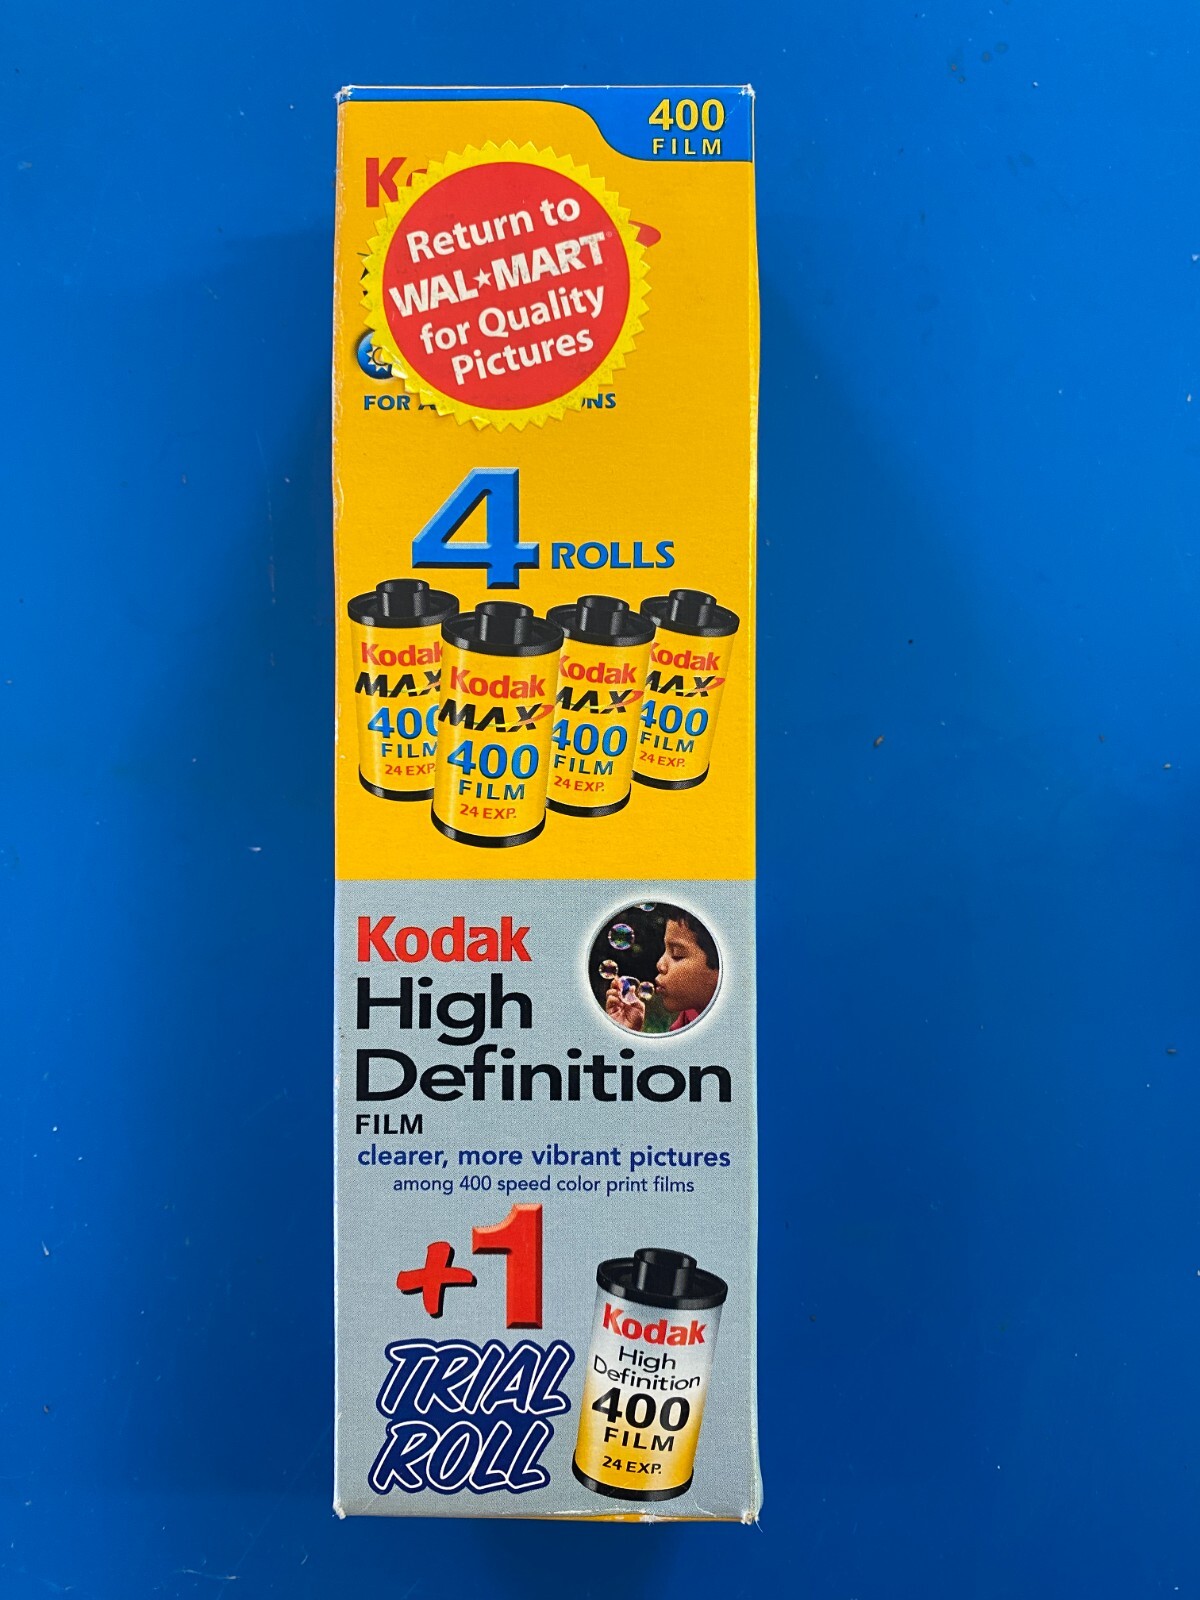 400
FILM
Return to
WAL★MART
for Quality
Pictures
FOR
4 ROLLS
Kodak
MAX
400
FILM
24 EXP.
Kodak
MAX
400
FILM
24 EXP.
Kodak
MAX
400
FILM
24 EXP.
Kodak
MAX
400
FILM
24 EXP.
Kodak
High
Definition
FILM
clearer, more vibrant pictures
among 400 speed color print films
+1
TRIAL
ROLL
Kodak
High
Definition
400
FILM
24 EXP.